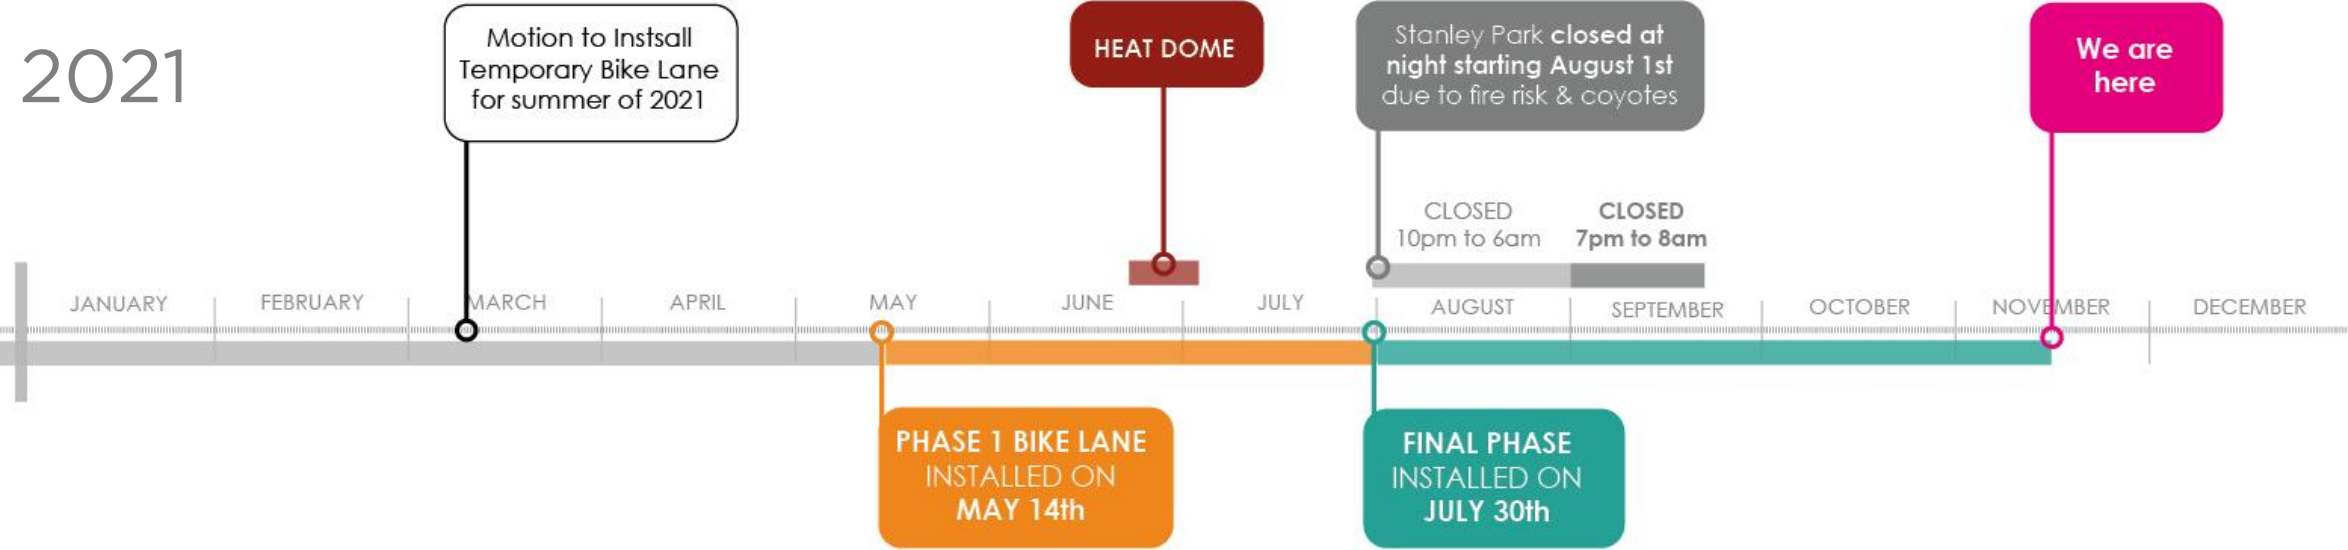 2021
Motion to Instsall
Temporary Bike Lane
for summer of 2021
HEAT DOME
Stanley Park closed at
night starting August 1st
due to fire risk & coyotes
We are
here
CLOSED
10pm to 6am
CLOSED
7pm to 8am
JANUARY
FEBRUARY
MARCH
APRIL
MAY
JUNE
JULY
AUGUST
SEPTEMBER
OCTOBER
NOVEMBER
DECEMBER
PHASE 1 BIKE LANE
INSTALLED ON
MAY 14th
FINAL PHASE
INSTALLED ON
JULY 30th